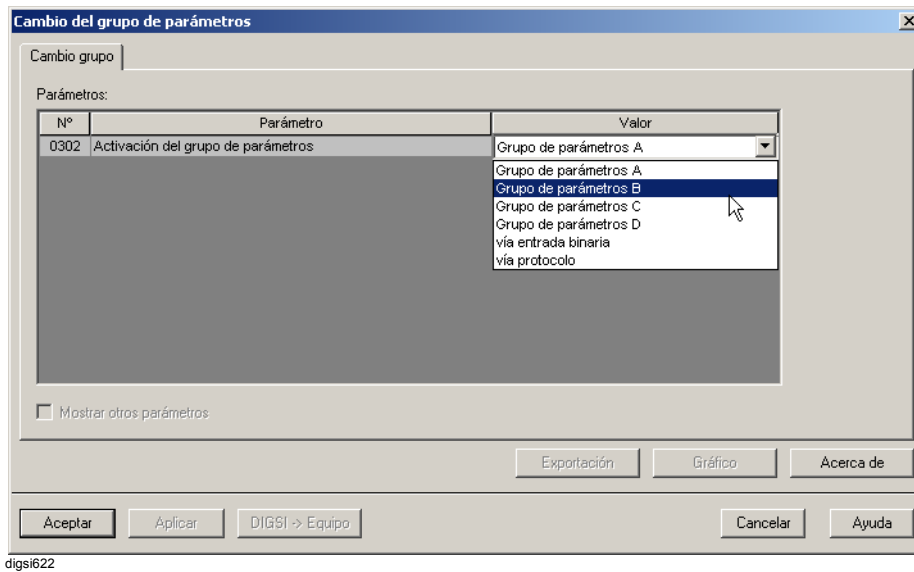 Cambio del grupo de parámetros
Cambio grupo
Parámetros:
Nº Parámetro Valor
0302 Activación del grupo de parámetros Grupo de parámetros A
Grupo de parámetros A
Grupo de parámetros B
Grupo de parámetros C
Grupo de parámetros D
vía entrada binaria
vía protocolo
Mostrar otros parámetros
Exportación Gráfico Acerca de
Aceptar Aplicar DIGSI -> Equipo Cancelar Ayuda
digsi622